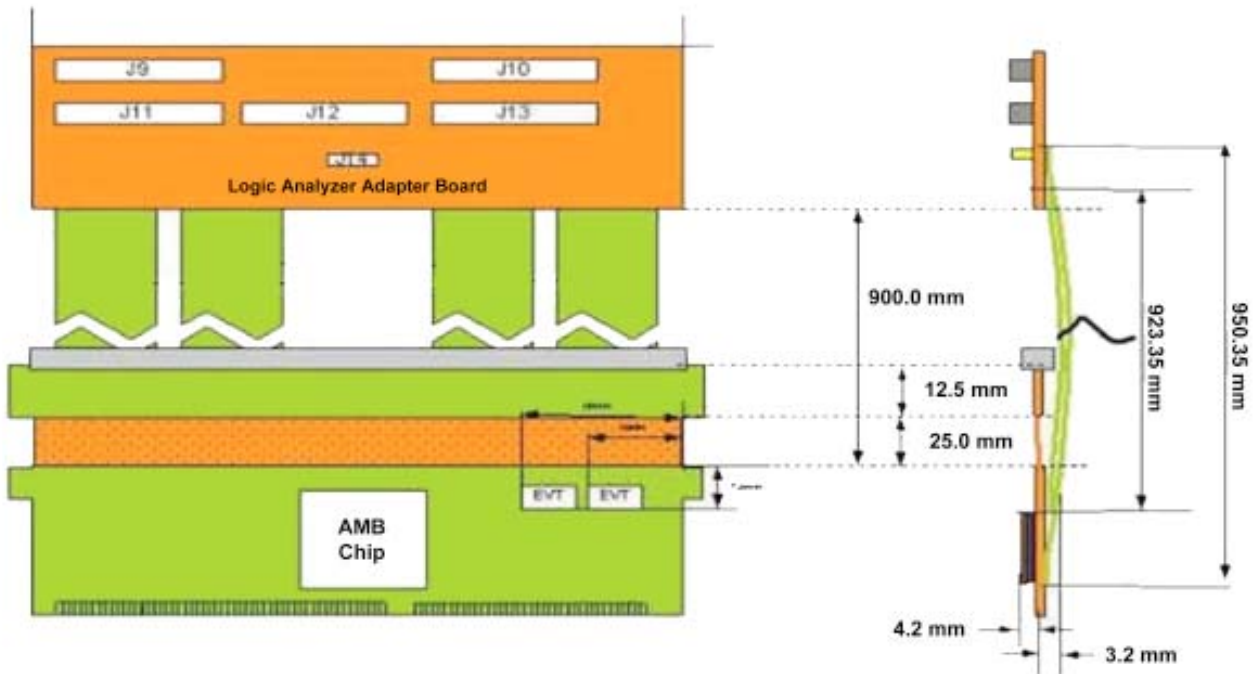 J9
J10
J11
J12
J13
Logic Analyzer Adapter Board
900.0 mm
923.35 mm
950.35 mm
12.5 mm
25.0 mm
EVT
EVT
AMB
Chip
4.2 mm
3.2 mm